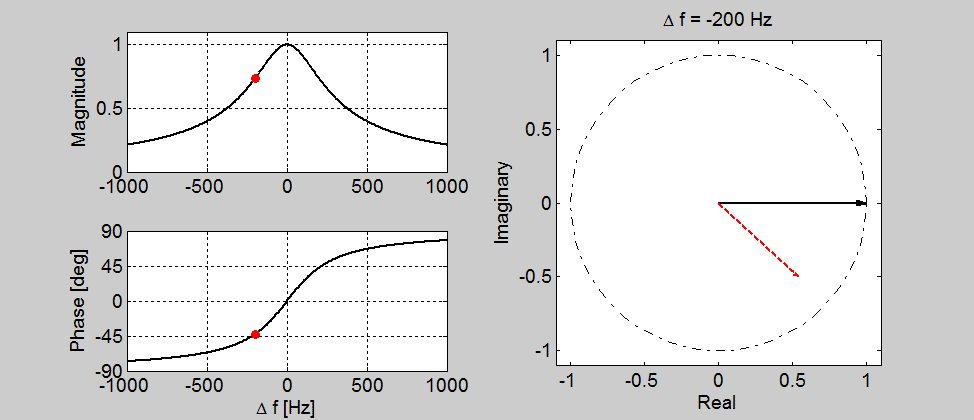 Magnitude
1
0.5
0
-1000 -500 0 500 1000
Phase [deg]
90
45
0
-45
-90
-1000 -500 0 500 1000
Δ f [Hz]
Δ f = -200 Hz
Imaginary
1
0.5
0
-0.5
-1
-1 -0.5 0 0.5 1
Real